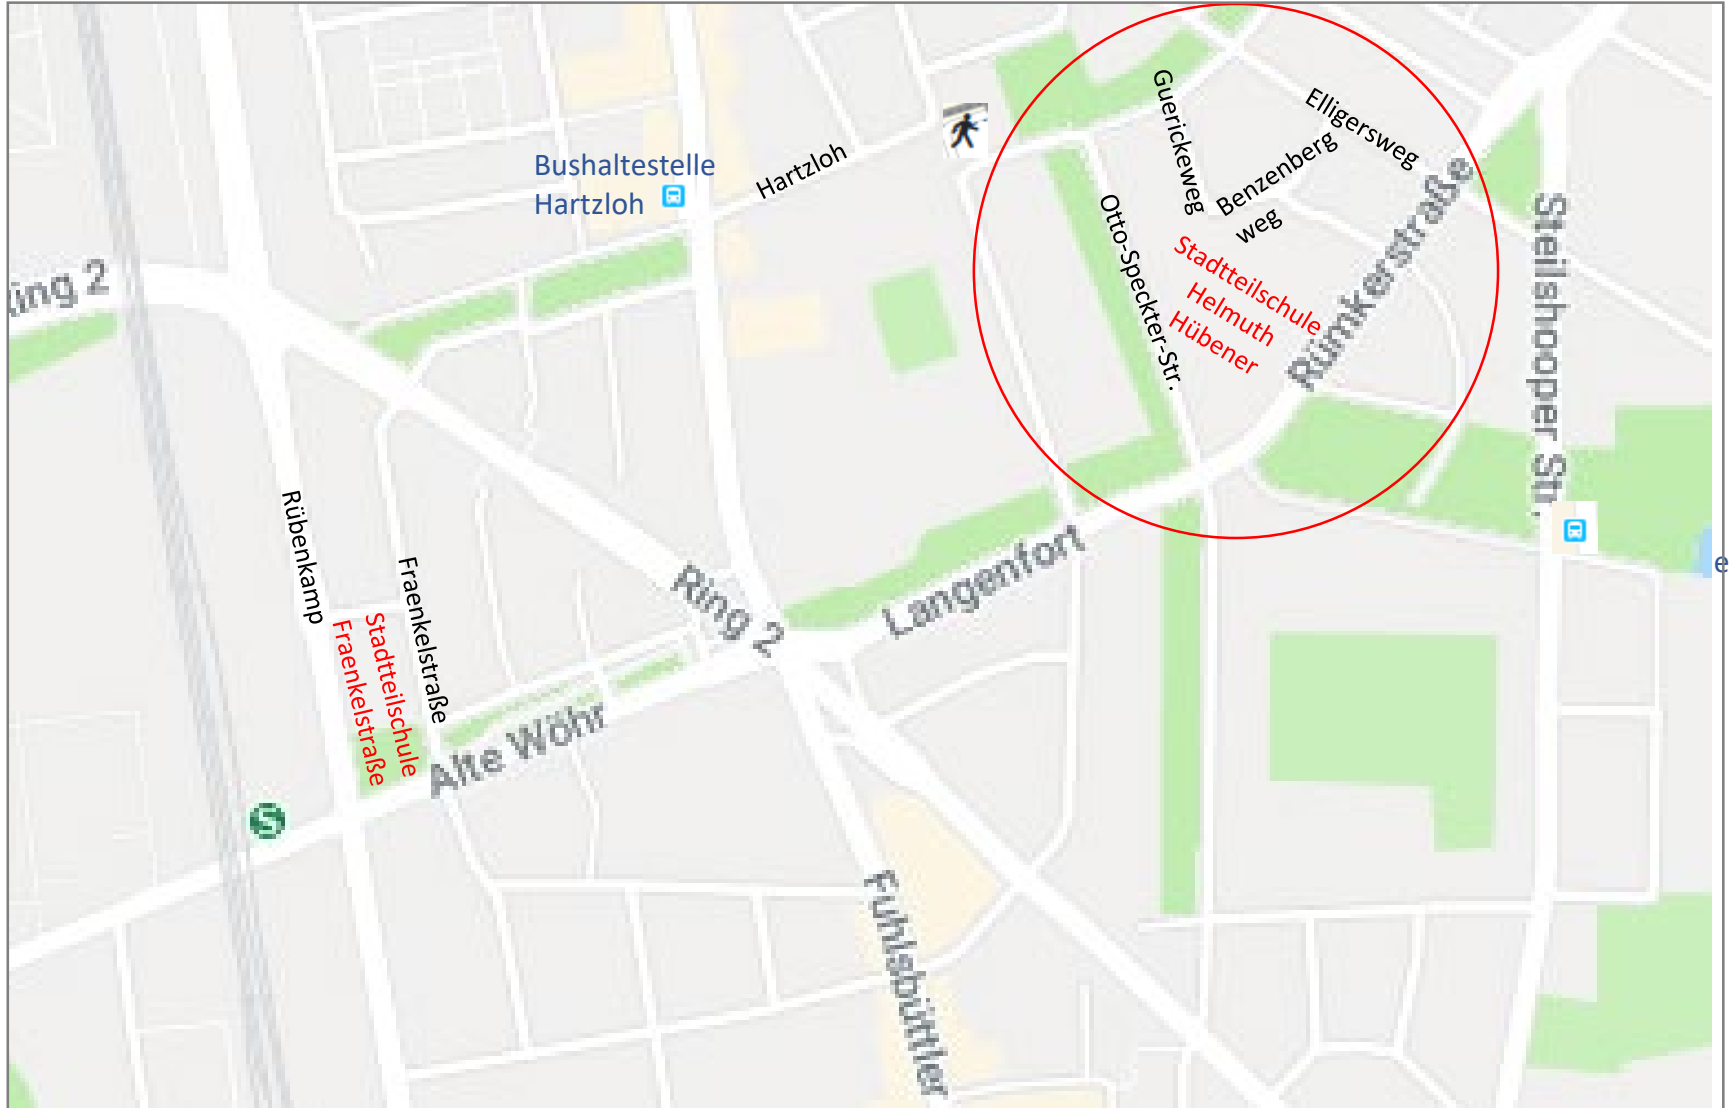 Guerickeweg
Elligersweg
Benzenberg
weg
Bushaltestelle
Hartzloh
Hartzloh
Otto-Speckter-Str.
Stadtteilschule
Helmuth
Hübener
Rümkerstraße
Steilshooper Str.
ing 2
Rübenkamp
Fraenkelstraße
Stadtteilschule
Fraenkelstraße
Ring 2
Langenfort
Alte Wöhr
S
Fuhlsbüttler
e